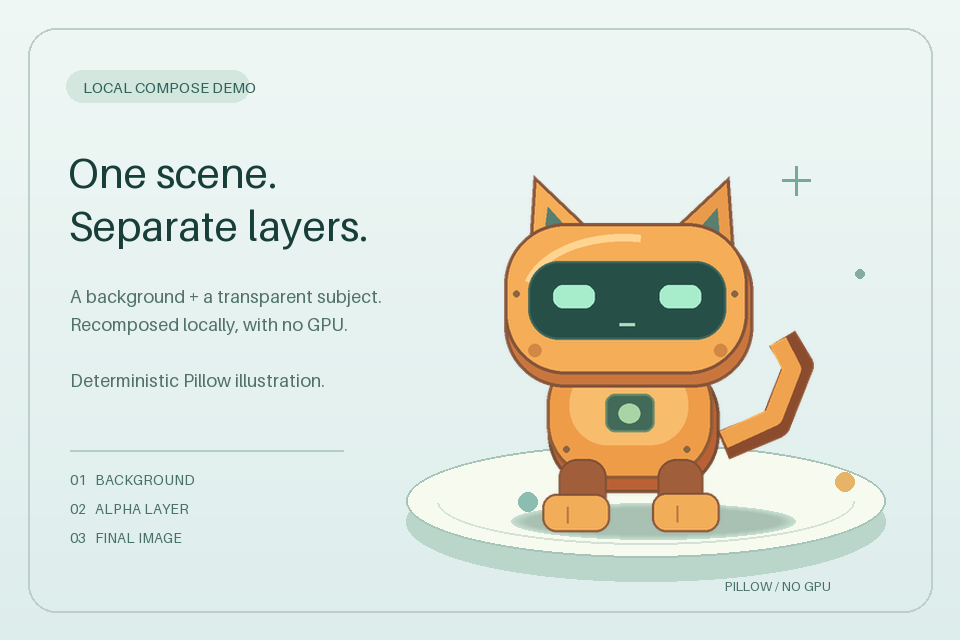 LOCAL COMPOSE DEMO
One scene.
Separate layers.
A background + a transparent subject.
Recomposed locally, with no GPU.
Deterministic Pillow illustration.
01 BACKGROUND
02 ALPHA LAYER
03 FINAL IMAGE
PILLOW / NO GPU